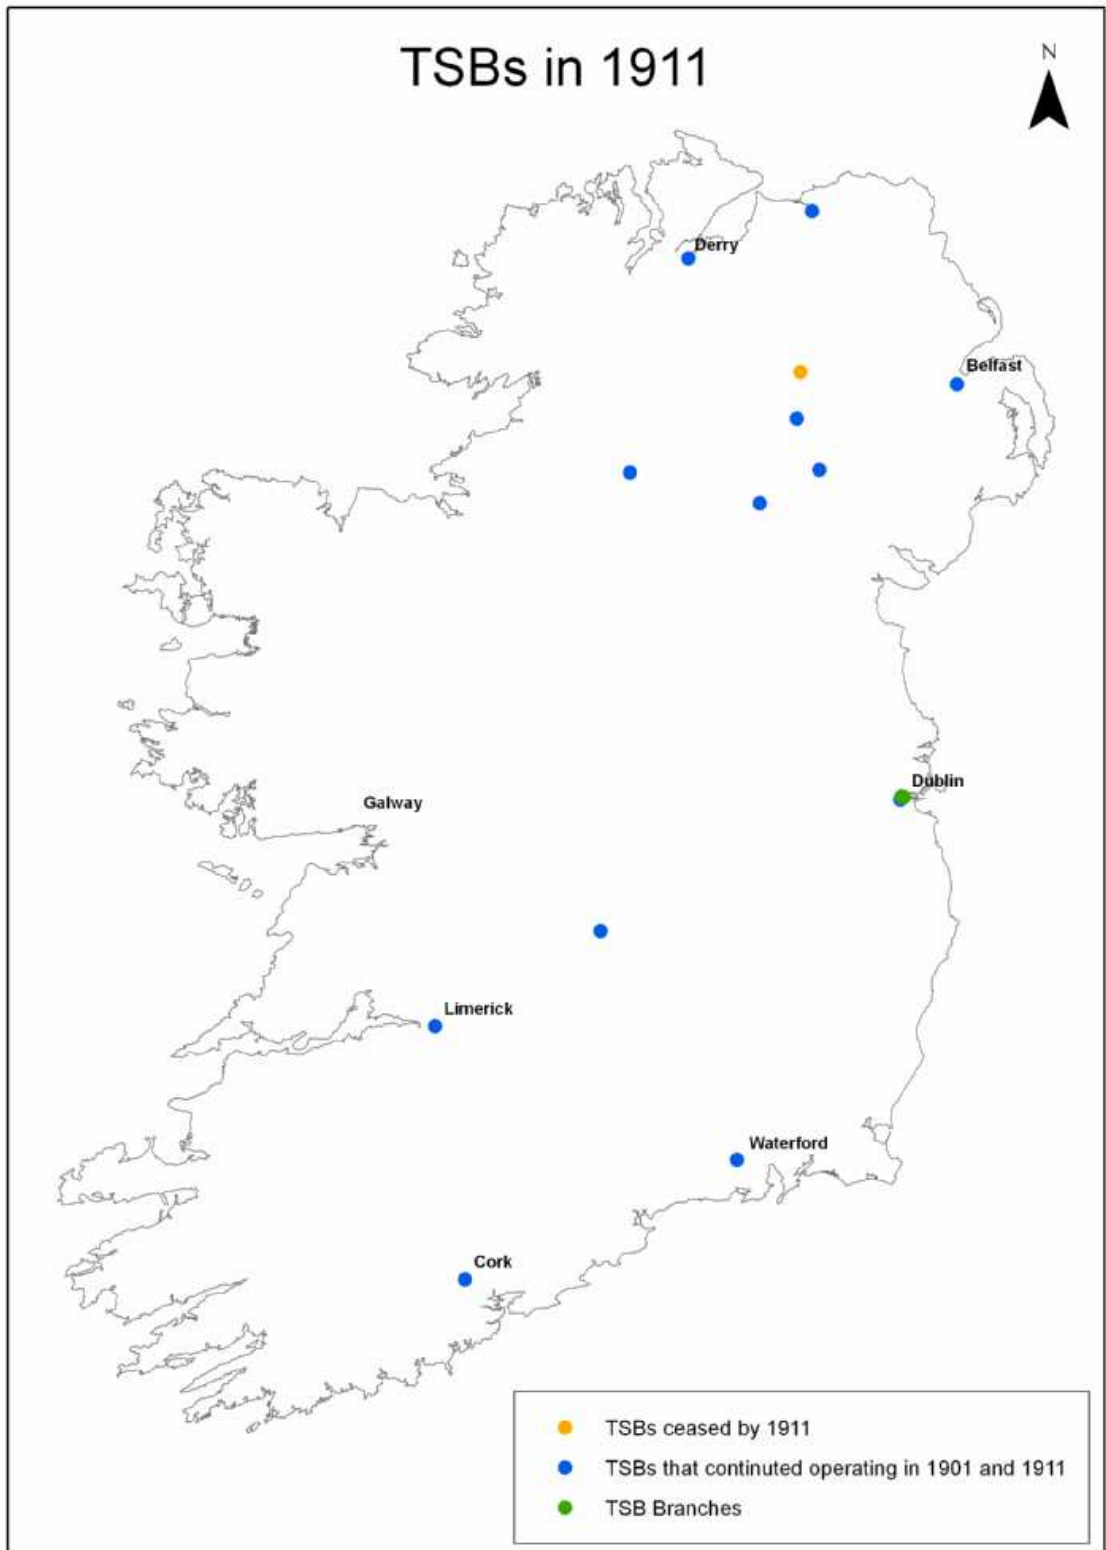 TSBs in 1911
N
Derry
Belfast
Dublin
Galway
Limerick
Waterford
Cork
TSBs ceased by 1911
TSBs that continuted operating in 1901 and 1911
TSB Branches